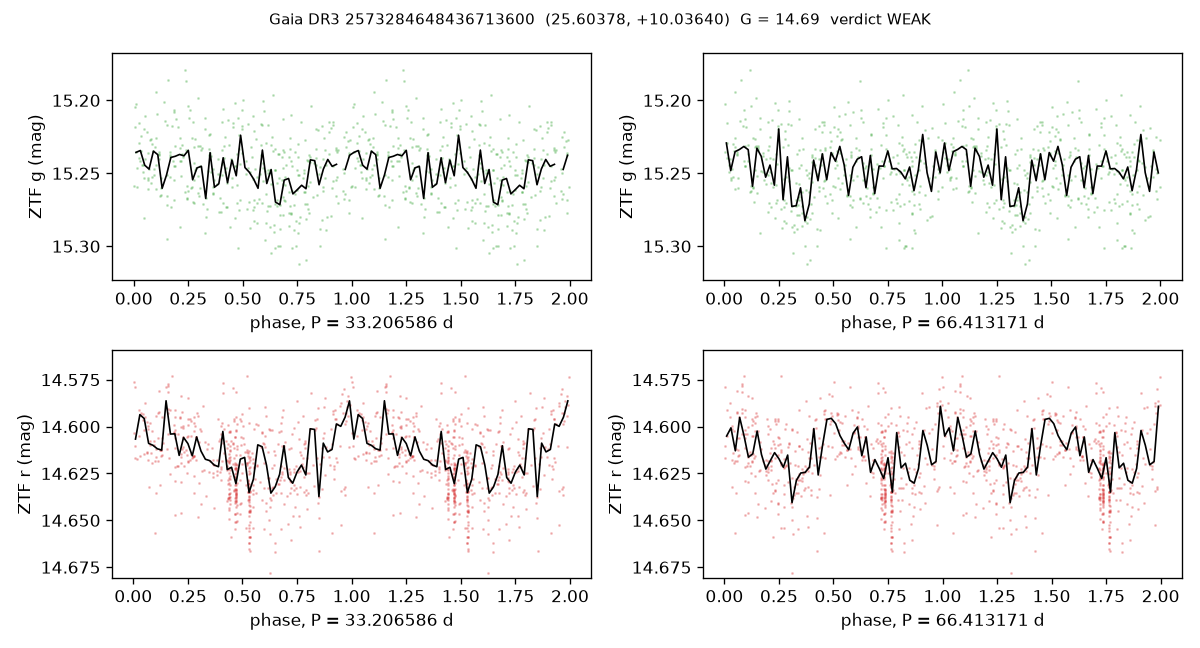 Gaia DR3 2573284648436713600 (25.60378, +10.03640) G = 14.69 verdict WEAK
ZTF g (mag)
15.20
15.25
15.30
0.00 0.25 0.50 0.75 1.00 1.25 1.50 1.75 2.00
phase, P = 33.206586 d
ZTF g (mag)
15.20
15.25
15.30
0.00 0.25 0.50 0.75 1.00 1.25 1.50 1.75 2.00
phase, P = 66.413171 d
ZTF r (mag)
14.575
14.600
14.625
14.650
14.675
0.00 0.25 0.50 0.75 1.00 1.25 1.50 1.75 2.00
phase, P = 33.206586 d
ZTF r (mag)
14.575
14.600
14.625
14.650
14.675
0.00 0.25 0.50 0.75 1.00 1.25 1.50 1.75 2.00
phase, P = 66.413171 d